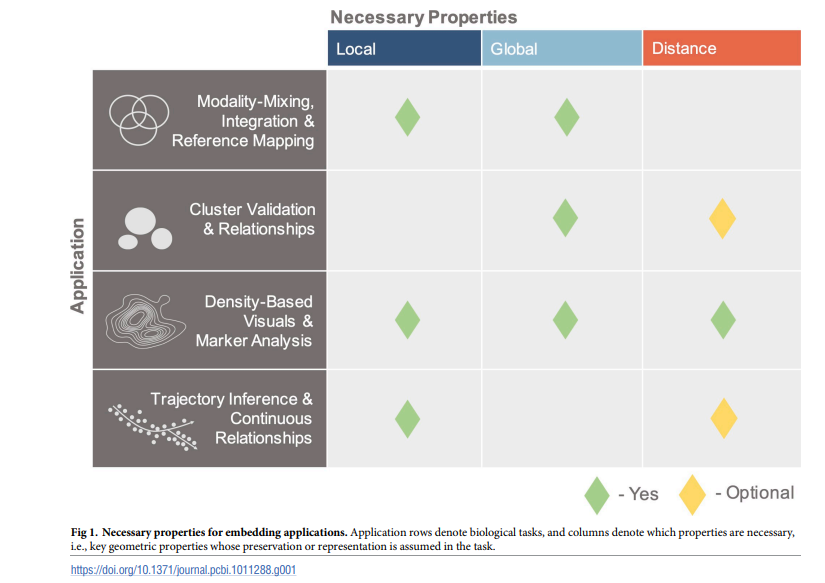 Necessary Properties
Local
Global
Distance
Application
Modality-Mixing,
Integration &
Reference Mapping
Cluster Validation
& Relationships
Density-Based
Visuals &
Marker Analysis
Trajectory Inference &
Continuous
Relationships
- Yes
- Optional
Fig 1. Necessary properties for embedding applications. Application rows denote biological tasks, and columns denote which properties are necessary,
i.e., key geometric properties whose preservation or representation is assumed in the task.
https://doi.org/10.1371/journal.pcbi.1011288.g001